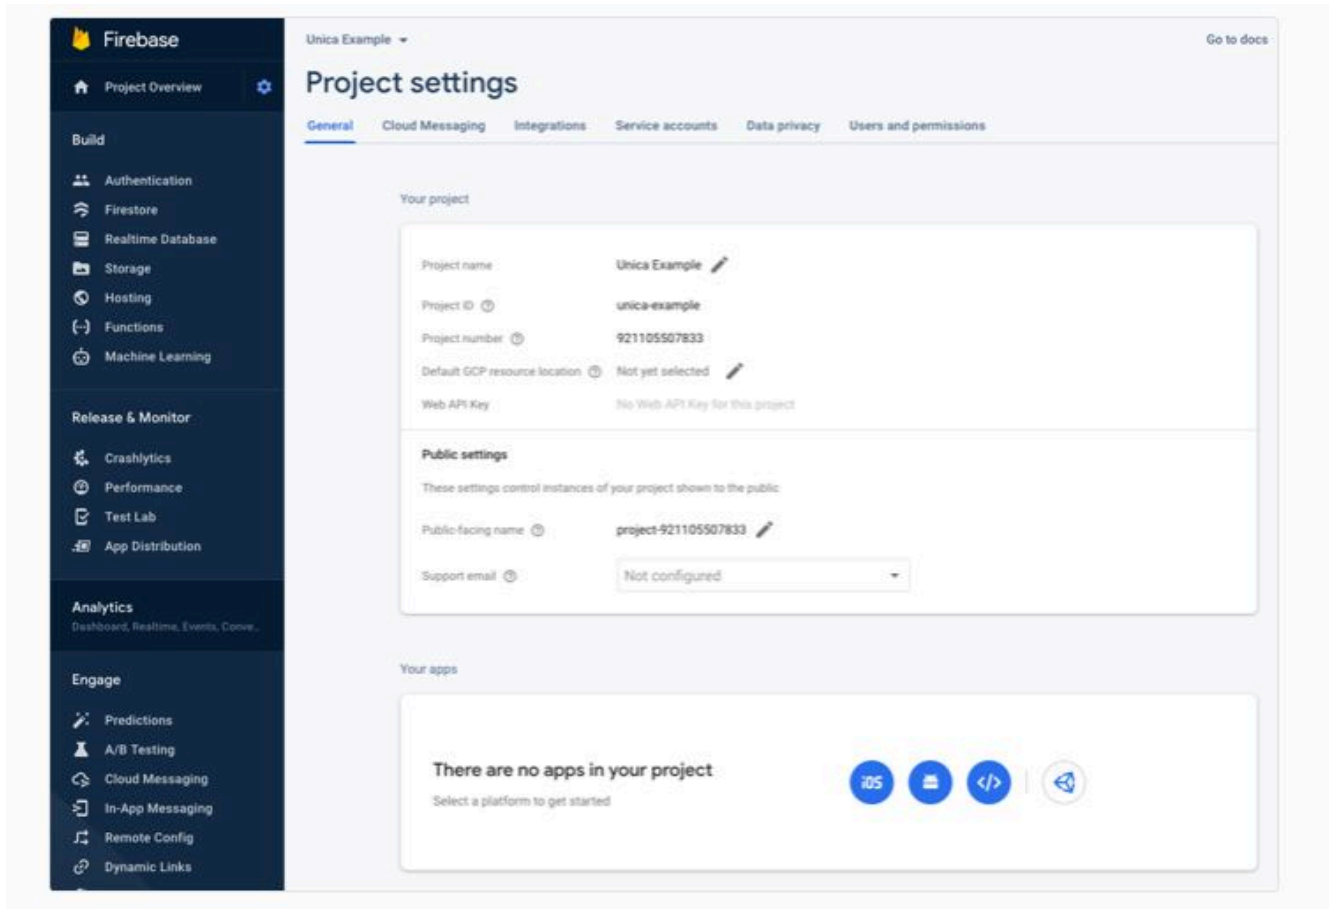 Firebase
Project Overview
Build
Authentication
Firestore
Realtime Database
Storage
Hosting
Functions
Machine Learning
Release & Monitor
Crashlytics
Performance
Test Lab
App Distribution
Analytics
Dashboard, Realtime, Events, Conve...
Engage
Predictions
A/B Testing
Cloud Messaging
In-App Messaging
Remote Config
Dynamic Links
Unica Example
Go to docs
Project settings
General Cloud Messaging Integrations Service accounts Data privacy Users and permissions
Your project
Project name Unica Example
Project ID unica-example
Project number 921105507833
Default GCP resource location Not yet selected
Web API Key No Web API Key for this project
Public settings
These settings control instances of your project shown to the public
Public-facing name project-921105507833
Support email Not configured
Your apps
There are no apps in your project
Select a platform to get started
iOS